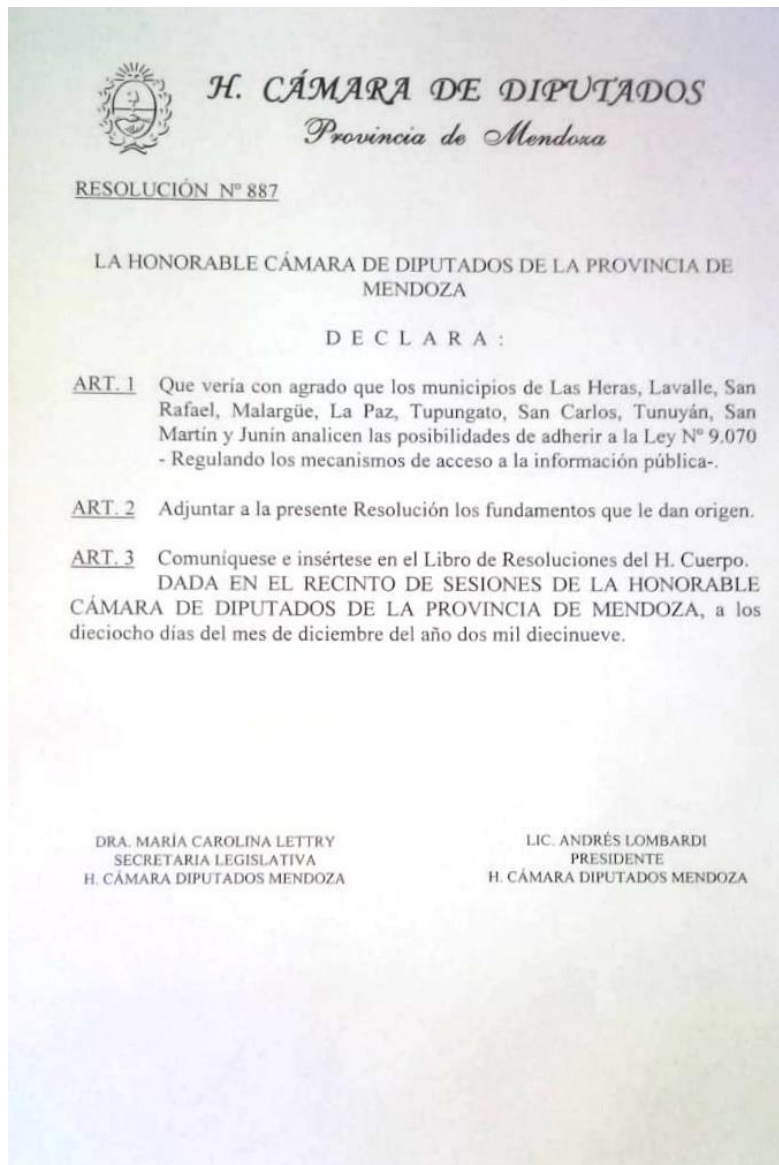 H. CÁMARA DE DIPUTADOS
Provincia de Mendoza
RESOLUCIÓN Nº 887
LA HONORABLE CÁMARA DE DIPUTADOS DE LA PROVINCIA DE
MENDOZA
D E C L A R A :
ART. 1 Que vería con agrado que los municipios de Las Heras, Lavalle, San
Rafael, Malargüe, La Paz, Tupungato, San Carlos, Tunuyán, San
Martín y Junín analicen las posibilidades de adherir a la Ley Nº 9.070
- Regulando los mecanismos de acceso a la información pública-.
ART. 2 Adjuntar a la presente Resolución los fundamentos que le dan origen.
ART. 3 Comuníquese e insértese en el Libro de Resoluciones del H. Cuerpo.
DADA EN EL RECINTO DE SESIONES DE LA HONORABLE
CÁMARA DE DIPUTADOS DE LA PROVINCIA DE MENDOZA, a los
dieciocho días del mes de diciembre del año dos mil diecinueve.
DRA. MARÍA CAROLINA LETTRY
SECRETARIA LEGISLATIVA
H. CÁMARA DIPUTADOS MENDOZA
LIC. ANDRÉS LOMBARDI
PRESIDENTE
H. CÁMARA DIPUTADOS MENDOZA